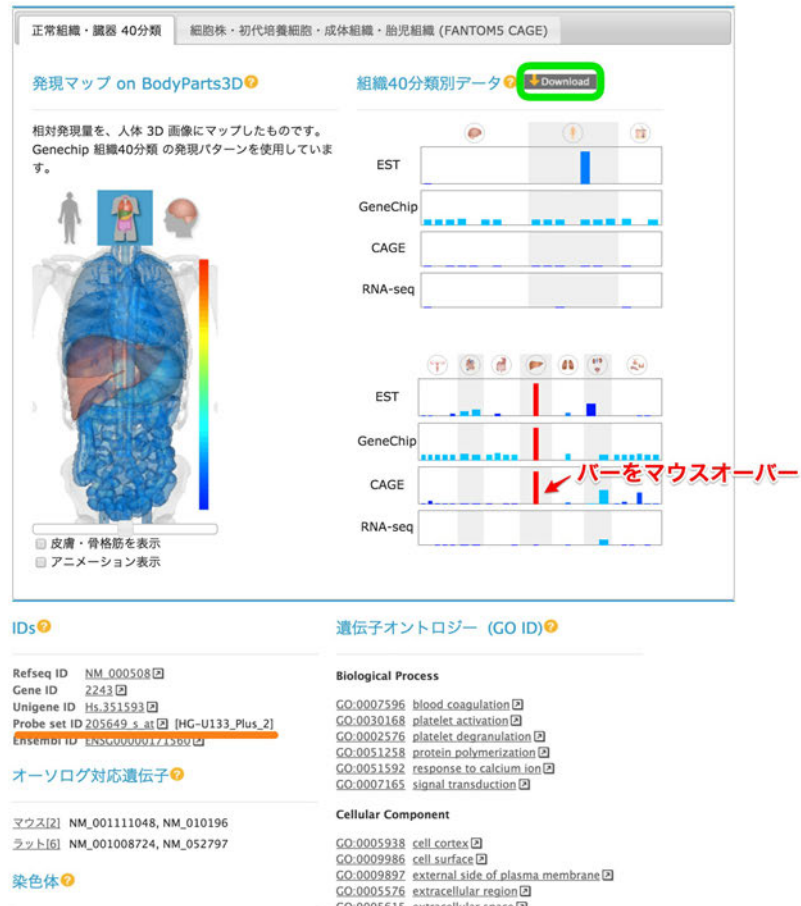 正常組織・臓器 40分類
細胞株・初代培養細胞・成体組織・胎児組織 (FANTOM5 CAGE)
発現マップ on BodyParts3D?
相対発現量を、人体 3D 画像にマップしたものです。
Genechip 組織40分類 の発現パターンを使用していま
す。
皮膚・骨格筋を表示
アニメーション表示
組織40分類別データ?
Download
EST
GeneChip
CAGE
RNA-seq
EST
GeneChip
CAGE
バーをマウスオーバー
RNA-seq
IDs?
Refseq ID NM_000508
Gene ID 2243
Unigene ID Hs.351593
Probe set ID 205649_s_at [HG-U133_Plus_2]
Ensembl ID ENSG00000171560
オーソログ対応遺伝子?
マウス[2] NM_001111048, NM_010196
ラット[6] NM_001008724, NM_052797
染色体?
遺伝子オントロジー (GO ID)?
Biological Process
GO:0007596 blood coagulation
GO:0030168 platelet activation
GO:0002576 platelet degranulation
GO:0051258 protein polymerization
GO:0051592 response to calcium ion
GO:0007165 signal transduction
Cellular Component
GO:0005938 cell cortex
GO:0009986 cell surface
GO:0009897 external side of plasma membrane
GO:0005576 extracellular region
GO:0005615 extracellular space